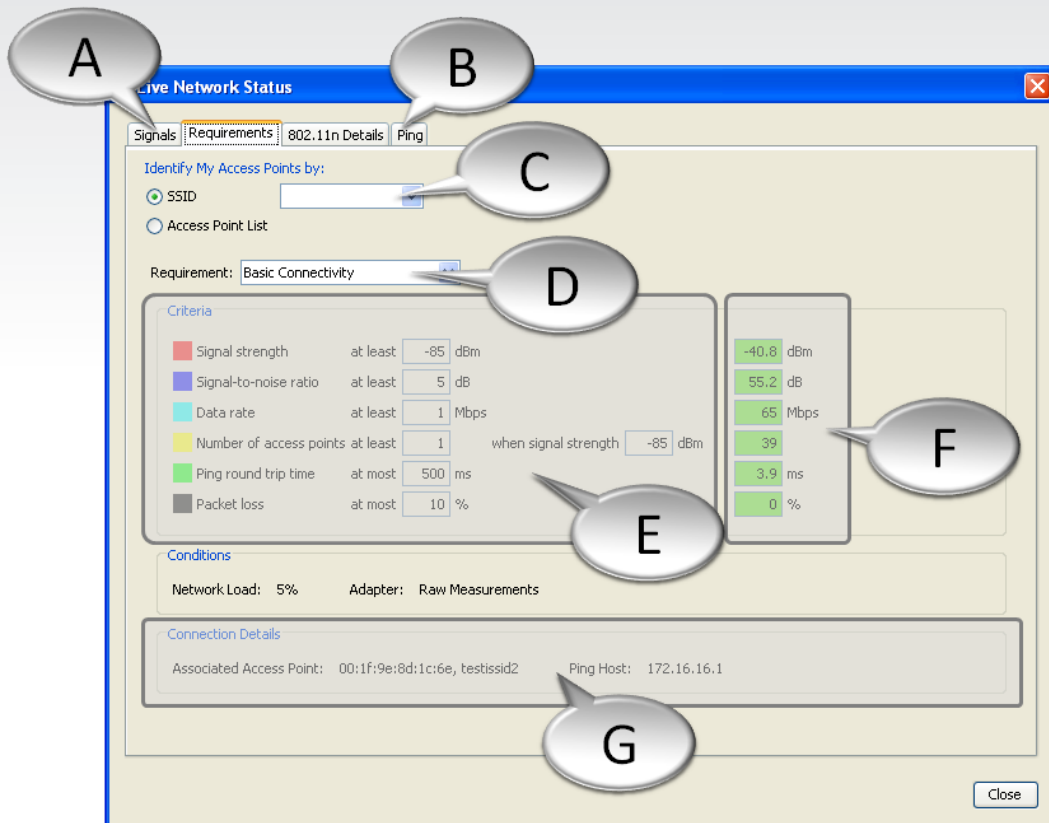 A
B
Live Network Status
Signals Requirements 802.11n Details Ping
Identify My Access Points by:
C
SSID
Access Point List
Requirement: Basic Connectivity
D
Criteria
Signal strength at least -85 dBm -40.8 dBm
Signal-to-noise ratio at least 5 dB 55.2 dB
Data rate at least 1 Mbps 65 Mbps
Number of access points at least 1 when signal strength -85 dBm 39
F
Ping round trip time at most 500 ms 3.9 ms
Packet loss at most 10 % 0 %
E
Conditions
Network Load: 5% Adapter: Raw Measurements
Connection Details
Associated Access Point: 00:1f:9e:8d:1c:6e, testissid2 Ping Host: 172.16.16.1
G
Close